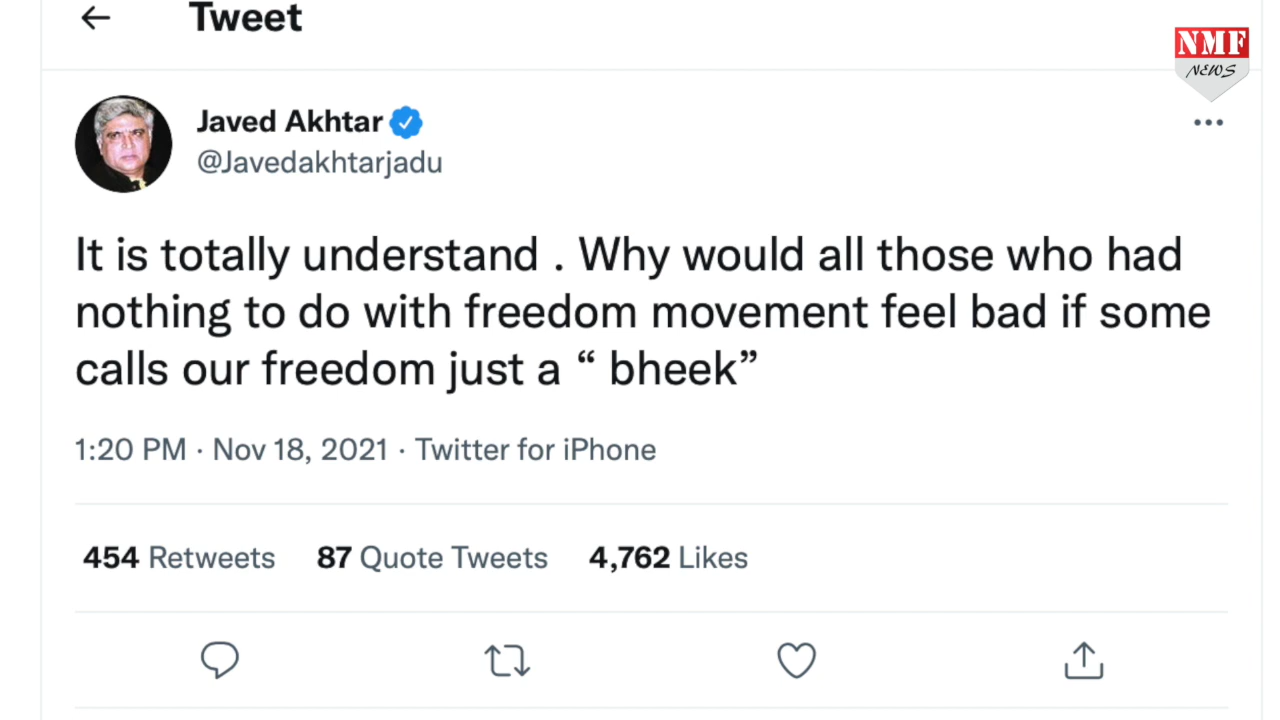 Tweet
NMF
NEWS
Javed Akhtar
@Javedakhtarjadu
It is totally understand . Why would all those who had
nothing to do with freedom movement feel bad if some
calls our freedom just a “ bheek”
1:20 PM · Nov 18, 2021 · Twitter for iPhone
454 Retweets 87 Quote Tweets 4,762 Likes